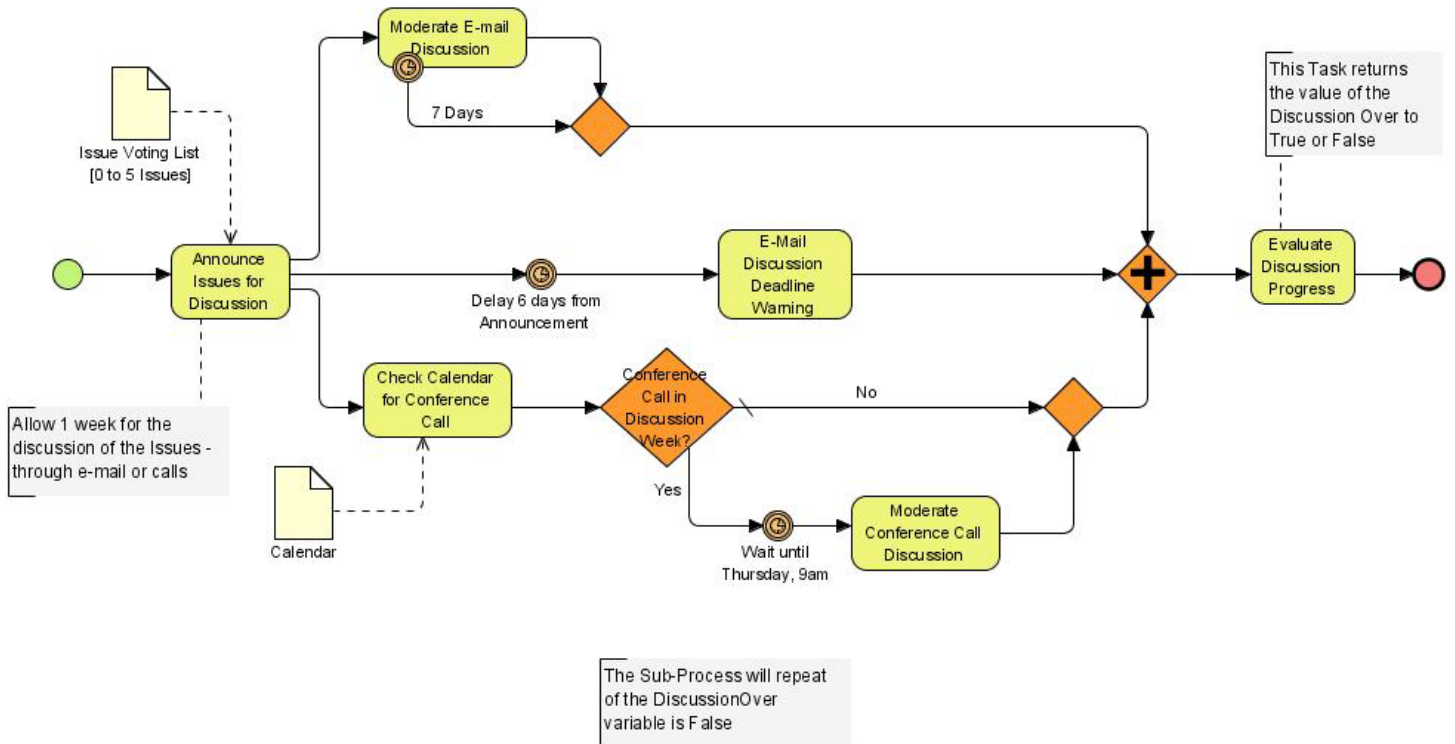 Moderate E-mail
Discussion
This Task returns
the value of the
Discussion Over to
True or False
7 Days
Issue Voting List
[0 to 5 Issues]
Announce
Issues for
Discussion
Delay 6 days from
Announcement
E-Mail
Discussion
Deadline
Warning
Evaluate
Discussion
Progress
Allow 1 week for the
discussion of the Issues -
through e-mail or calls
Check Calendar
for Conference
Call
Conference
Call in
Discussion
Week?
No
Yes
Calendar
Wait until
Thursday, 9am
Moderate
Conference Call
Discussion
The Sub-Process will repeat
of the DiscussionOver
variable is False